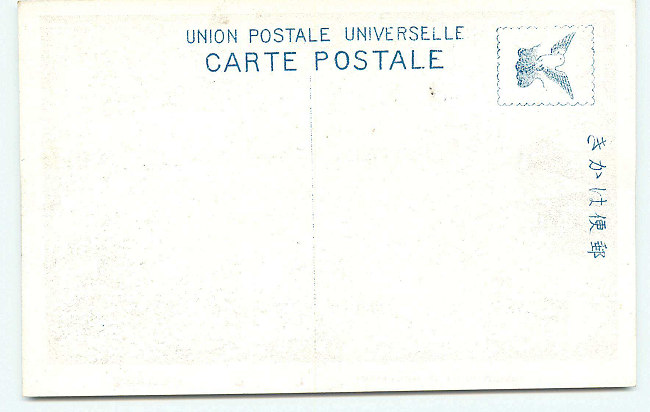 UNION POSTALE UNIVERSELLE
CARTE POSTALE
郵便はかき